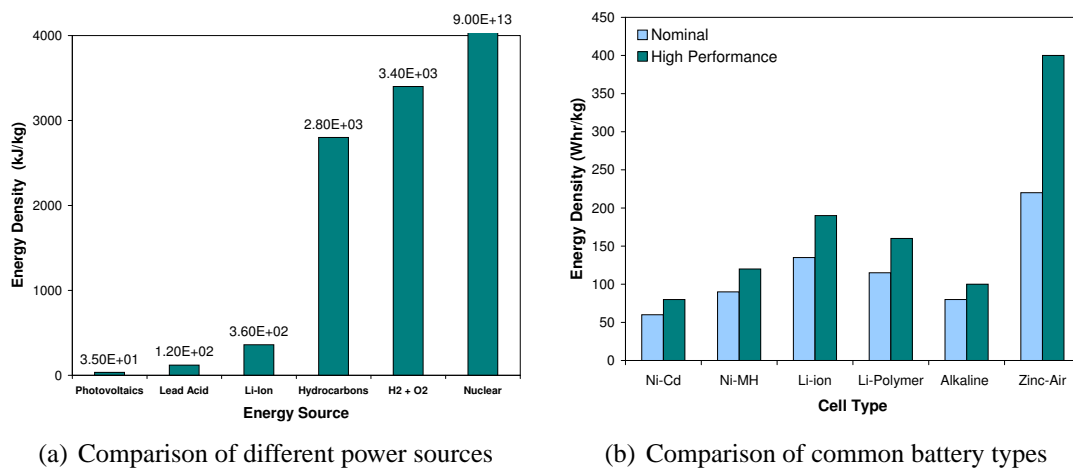 9.00E+13
4000
3.40E+03
2.80E+03
3000
2000
1000
3.60E+02
1.20E+02
3.50E+01
0
Energy Density (kJ/kg)
Photovoltaics Lead Acid Li-Ion Hydrocarbons H2 + O2 Nuclear
Energy Source
(a) Comparison of different power sources
450
400
350
300
250
200
150
100
50
0
Nominal
High Performance
Energy Density (Whr/kg)
Ni-Cd Ni-MH Li-ion Li-Polymer Alkaline Zinc-Air
Cell Type
(b) Comparison of common battery types